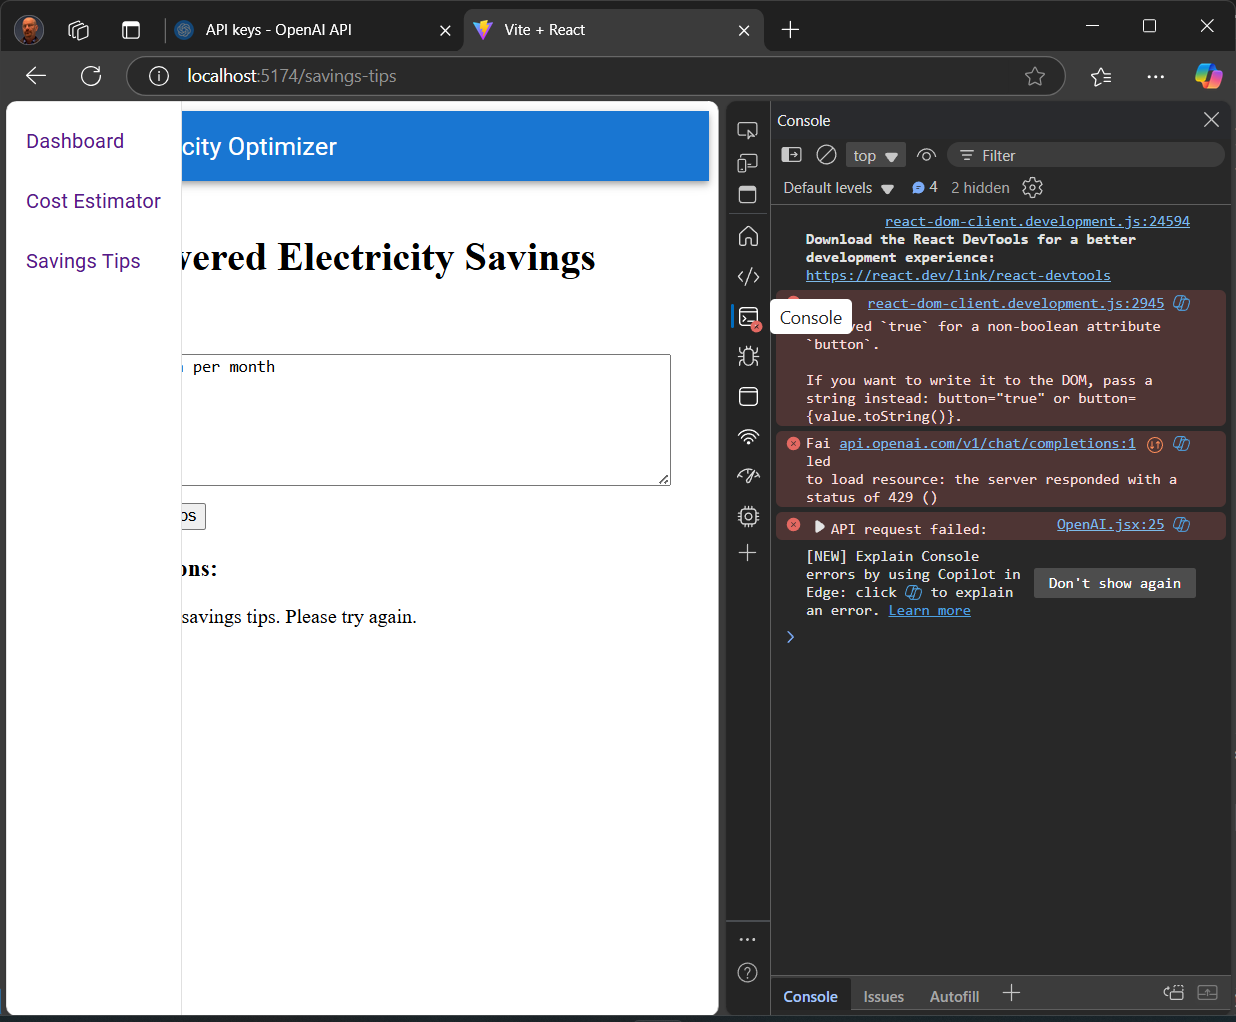 API keys - OpenAI API
Vite + React
localhost:5174/savings-tips
Dashboard
Cost Estimator
Savings Tips
city Optimizer
vered Electricity Savings
per month
os
ons:
savings tips. Please try again.
Console
top
Filter
Default levels
4
2 hidden
react-dom-client.development.js:24594
Download the React DevTools for a better
development experience:
https://react.dev/link/react-devtools
react-dom-client.development.js:2945
Console
ved `true` for a non-boolean attribute
`button`.
If you want to write it to the DOM, pass a
string instead: button="true" or button=
{value.toString()}.
Fai api.openai.com/v1/chat/completions:1
led
to load resource: the server responded with a
status of 429 ()
API request failed: OpenAI.jsx:25
[NEW] Explain Console
errors by using Copilot in
Edge: click to explain
an error. Learn more
Don't show again
Console
Issues
Autofill